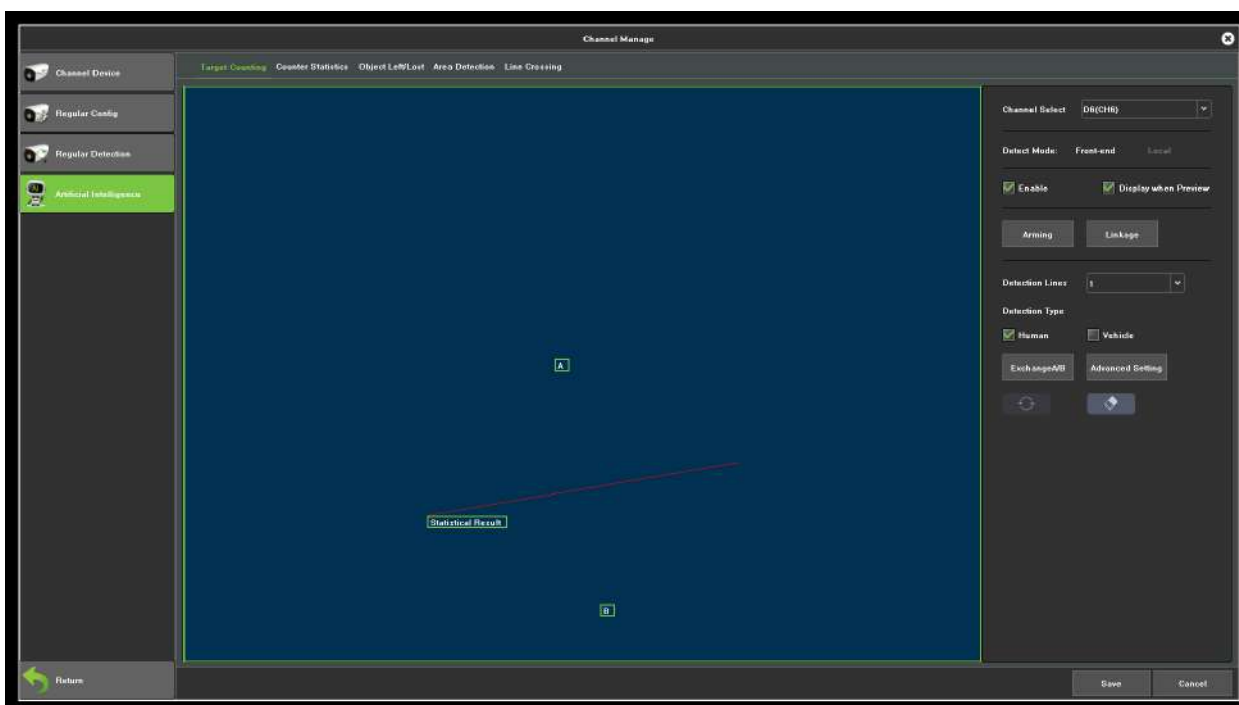 Channel Manage
Channel Device
Target Counting Counter Statistics Object Left/Lost Area Detection Line Crossing
Regular Config
Regular Detection
Artificial Intelligence
Channel Select D6(CH6)
Detect Mode: Front-end Local
Enable Display when Preview
Arming Linkage
Detection Lines 1
Detection Type
Human Vehicle
ExchangeA/B Advanced Setting
A
Statistical Result
B
Return
Save Cancel